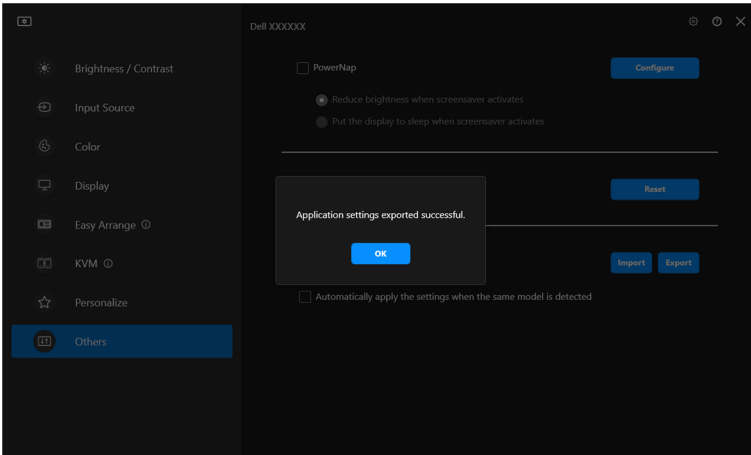 Dell XXXXXX
Brightness / Contrast
Input Source
Color
Display
Easy Arrange
KVM
Personalize
Others
PowerNap
Configure
Reduce brightness when screensaver activates
Put the display to sleep when screensaver activates
Reset
Application settings exported successful.
OK
Import
Export
Automatically apply the settings when the same model is detected